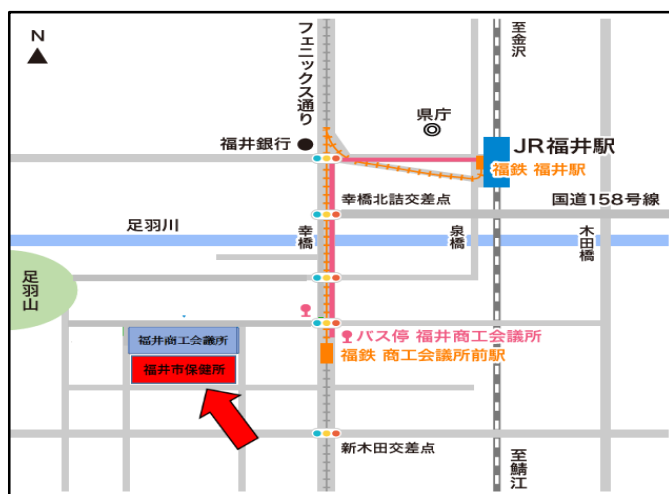 N
フェニックス通り
至金沢
県庁
福井銀行
JR福井駅
福鉄 福井駅
幸橋北詰交差点
国道158号線
足羽川
幸橋
泉橋
木田橋
足羽山
福井商工会議所
バス停 福井商工会議所
福鉄 商工会議所前駅
福井市保健所
新木田交差点
至鯖江